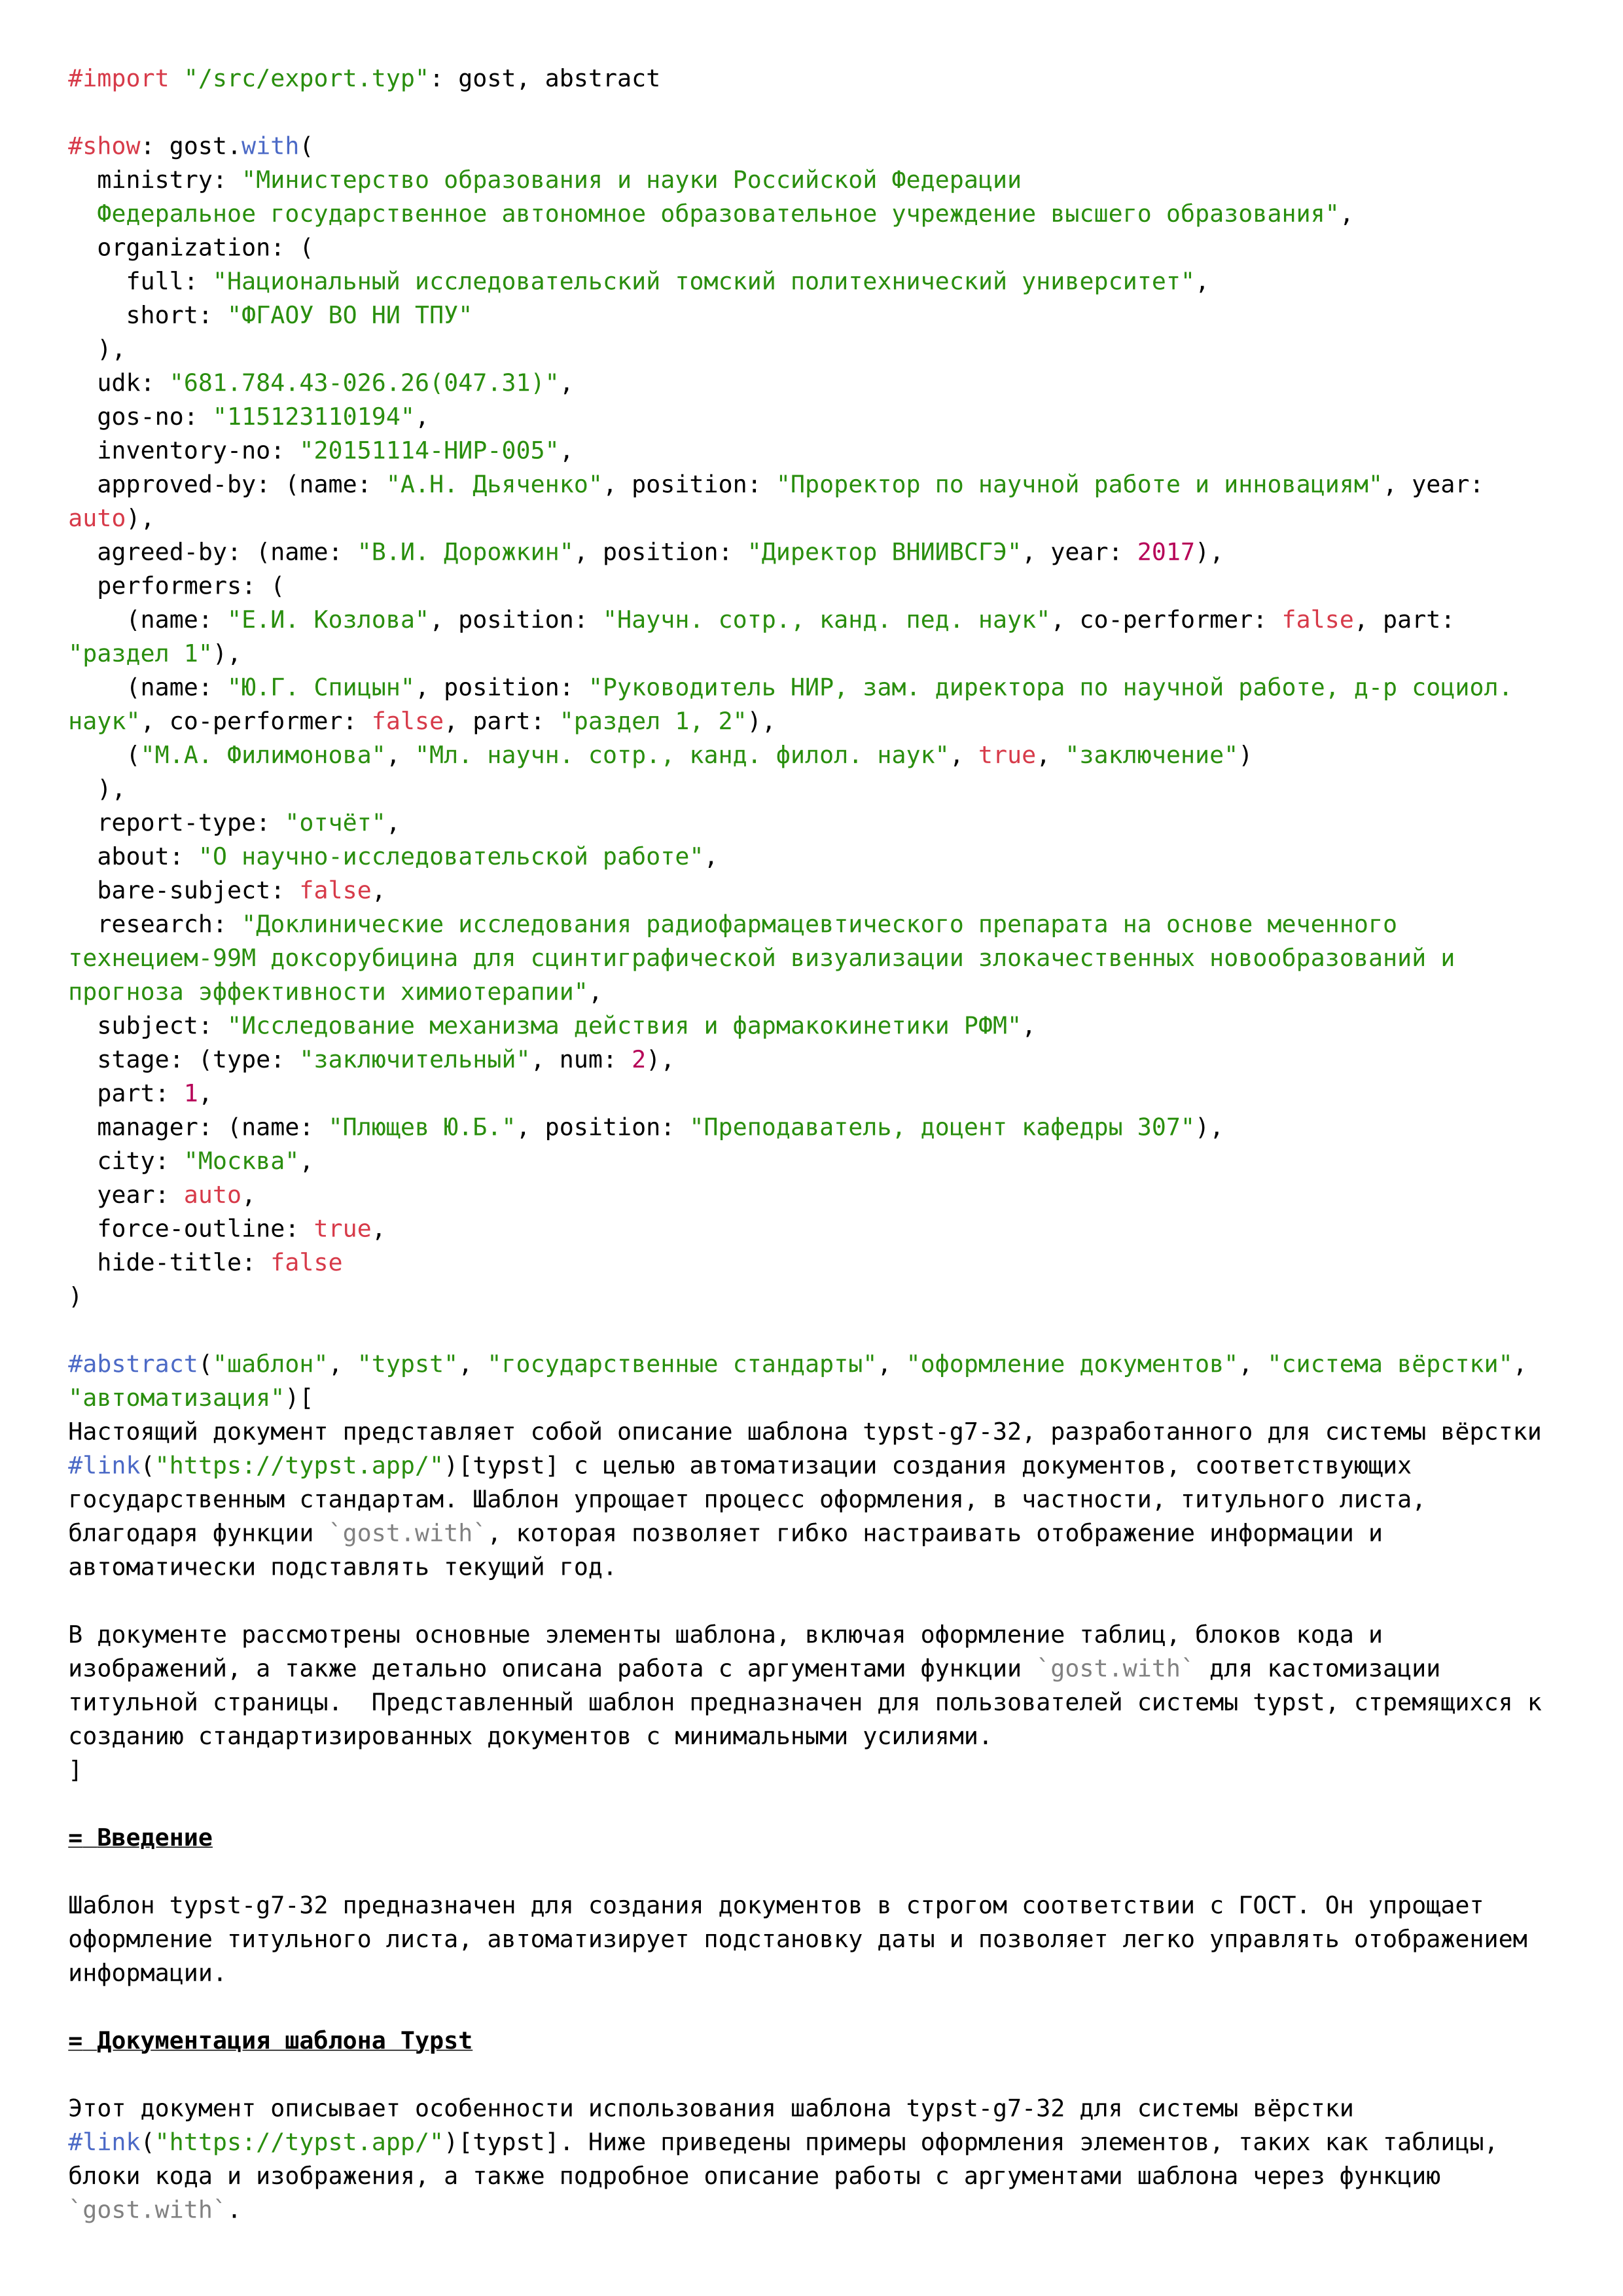 #import "/src/export.typ": gost, abstract

#show: gost.with(
  ministry: "Министерство образования и науки Российской Федерации
  Федеральное государственное автономное образовательное учреждение высшего образования",
  organization: (
    full: "Национальный исследовательский томский политехнический университет",
    short: "ФГАОУ ВО НИ ТПУ"
  ),
  udk: "681.784.43-026.26(047.31)",
  gos-no: "115123110194",
  inventory-no: "20151114-НИР-005",
  approved-by: (name: "А.Н. Дьяченко", position: "Проректор по научной работе и инновациям", year:
auto),
  agreed-by: (name: "В.И. Дорожкин", position: "Директор ВНИИВСГЭ", year: 2017),
  performers: (
    (name: "Е.И. Козлова", position: "Научн. сотр., канд. пед. наук", co-performer: false, part:
"раздел 1"),
    (name: "Ю.Г. Спицын", position: "Руководитель НИР, зам. директора по научной работе, д-р социол.
наук", co-performer: false, part: "раздел 1, 2"),
    ("М.А. Филимонова", "Мл. научн. сотр., канд. филол. наук", true, "заключение")
  ),
  report-type: "отчёт",
  about: "О научно-исследовательской работе",
  bare-subject: false,
  research: "Доклинические исследования радиофармацевтического препарата на основе меченного
технецием-99М доксорубицина для сцинтиграфической визуализации злокачественных новообразований и
прогноза эффективности химиотерапии",
  subject: "Исследование механизма действия и фармакокинетики РФМ",
  stage: (type: "заключительный", num: 2),
  part: 1,
  manager: (name: "Плющев Ю.Б.", position: "Преподаватель, доцент кафедры 307"),
  city: "Москва",
  year: auto,
  force-outline: true,
  hide-title: false
)

#abstract("шаблон", "typst", "государственные стандарты", "оформление документов", "система вёрстки",
"автоматизация")[
Настоящий документ представляет собой описание шаблона typst-g7-32, разработанного для системы вёрстки
#link("https://typst.app/")[typst] с целью автоматизации создания документов, соответствующих
государственным стандартам. Шаблон упрощает процесс оформления, в частности, титульного листа,
благодаря функции `gost.with`, которая позволяет гибко настраивать отображение информации и
автоматически подставлять текущий год.

В документе рассмотрены основные элементы шаблона, включая оформление таблиц, блоков кода и
изображений, а также детально описана работа с аргументами функции `gost.with` для кастомизации
титульной страницы.  Представленный шаблон предназначен для пользователей системы typst, стремящихся к
созданию стандартизированных документов с минимальными усилиями.
]

= Введение

Шаблон typst-g7-32 предназначен для создания документов в строгом соответствии с ГОСТ. Он упрощает
оформление титульного листа, автоматизирует подстановку даты и позволяет легко управлять отображением
информации.

= Документация шаблона Typst

Этот документ описывает особенности использования шаблона typst-g7-32 для системы вёрстки
#link("https://typst.app/")[typst]. Ниже приведены примеры оформления элементов, таких как таблицы,
блоки кода и изображения, а также подробное описание работы с аргументами шаблона через функцию
`gost.with`.